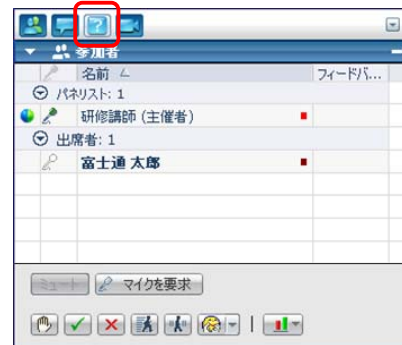 ?
参加者
名前
フィードバ...
パネリスト: 1
研修講師 (主催者)
出席者: 1
富士通 太郎
ミュート
マイクを要求